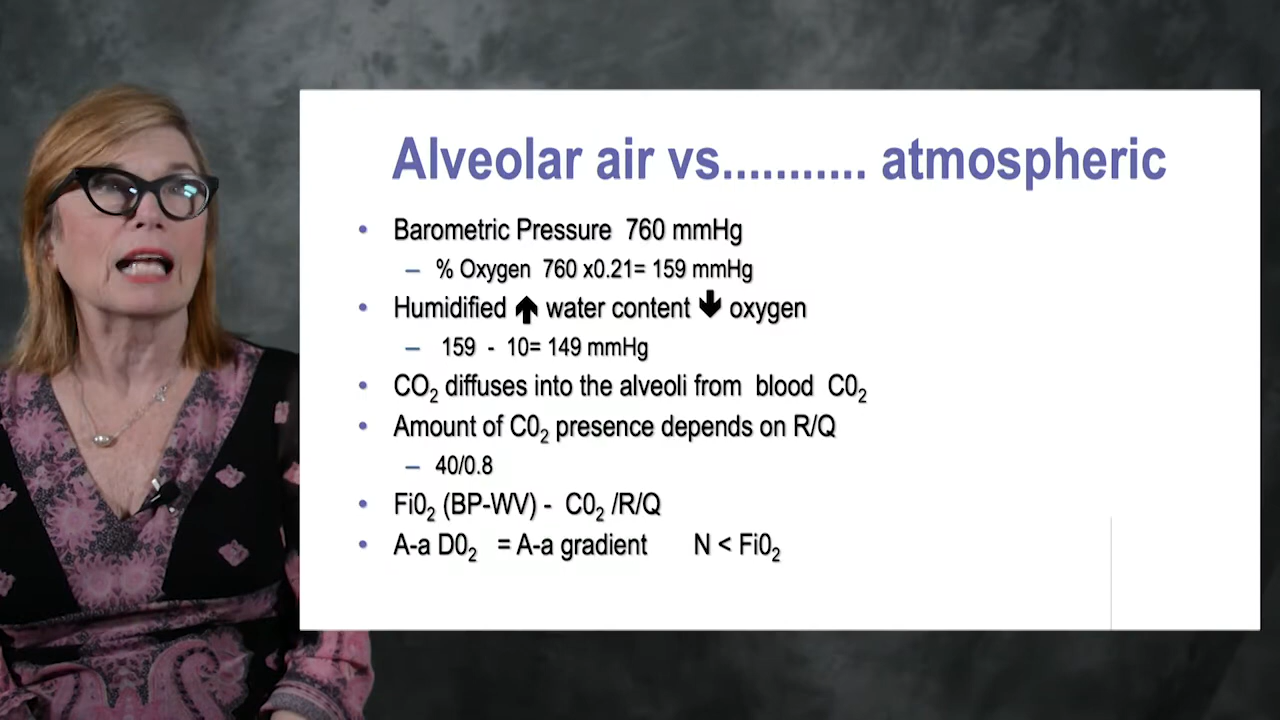 Alveolar air vs........... atmospheric
• Barometric Pressure 760 mmHg
– % Oxygen 760 x0.21= 159 mmHg
• Humidified ⬆ water content ⬇ oxygen
– 159 - 10= 149 mmHg
• CO₂ diffuses into the alveoli from blood C0₂
• Amount of C0₂ presence depends on R/Q
– 40/0.8
• Fi0₂ (BP-WV) - C0₂ /R/Q
• A-a D0₂ = A-a gradient N < Fi0₂